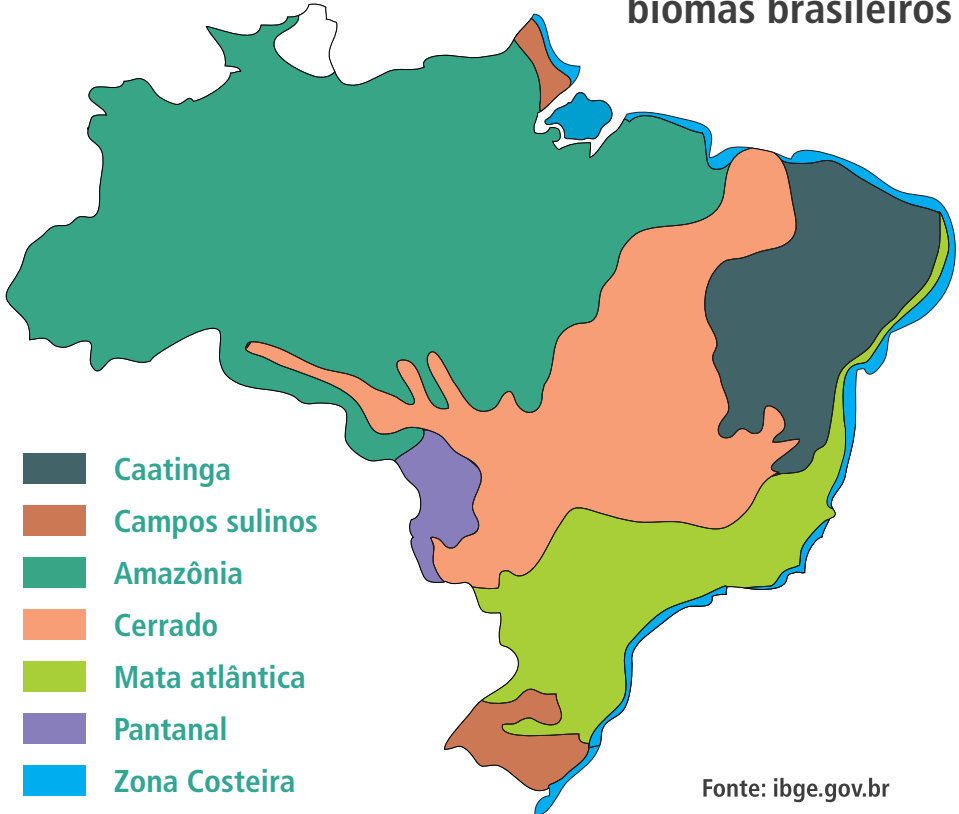 biomas brasileiros
Caatinga
Campos sulinos
Amazônia
Cerrado
Mata atlântica
Pantanal
Zona Costeira
Fonte: ibge.gov.br